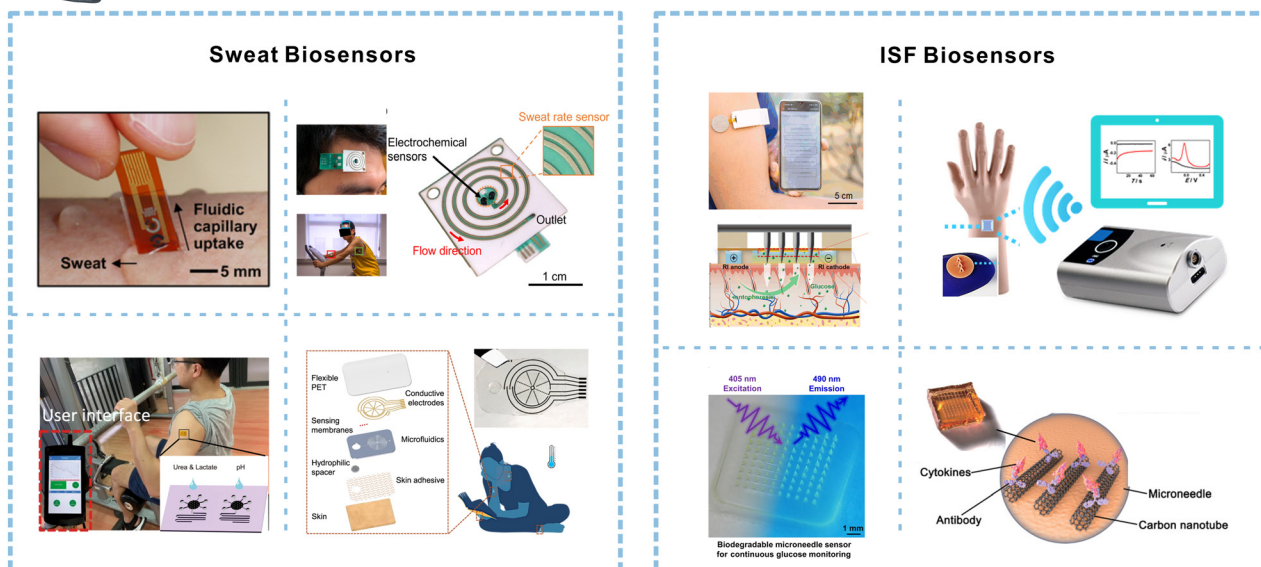 Sweat Biosensors
Fluidic
capillary
uptake
Sweat
5 mm
Sweat rate sensor
Electrochemical
sensors
Outlet
Flow direction
1 cm
User interface
Urea & Lactate
pH
Flexible
PET
Conductive
electrodes
Sensing
membranes
Microfluidics
Hydrophilic
spacer
Skin adhesive
Skin
ISF Biosensors
5 cm
RI anode
RI cathode
Glucose
I / μA
T / s
I / μA
E / V
405 nm
Excitation
490 nm
Emission
1 mm
Biodegradable microneedle sensor
for continuous glucose monitoring
Cytokines
Antibody
Microneedle
Carbon nanotube